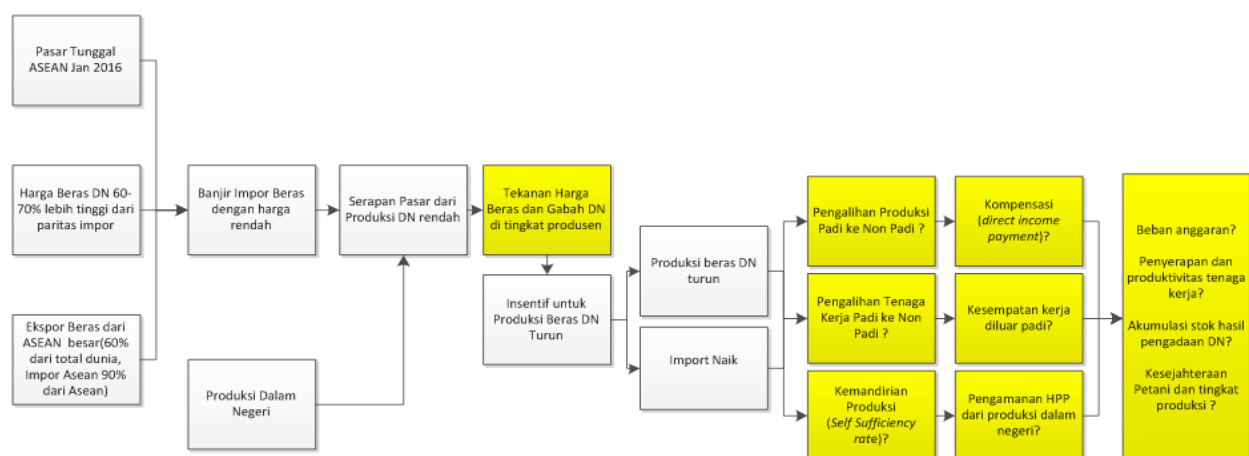 Pasar Tunggal
ASEAN Jan 2016
Harga Beras DN 60-
70% lebih tinggi dari
paritas impor
Ekspor Beras dari
ASEAN besar(60%
dari total dunia,
Impor Asean 90%
dari Asean)
Banjir Impor Beras
dengan harga
rendah
Produksi Dalam
Negeri
Serapan Pasar dari
Produksi DN rendah
Tekanan Harga
Beras dan Gabah DN
di tingkat produsen
Insentif untuk
Produksi Beras DN
Turun
Produksi beras DN
turun
Import Naik
Pengalihan Produksi
Padi ke Non Padi ?
Pengalihan Tenaga
Kerja Padi ke Non
Padi ?
Kemandirian
Produksi
(Self Sufficiency
rate)?
Kompensasi
(direct income
payment)?
Kesempatan kerja
diluar padi?
Pengamanan HPP
dari produksi dalam
negeri?
Beban anggaran?
Penyerapan dan
produktivitas tenaga
kerja?
Akumulasi stok hasil
pengadaan DN?
Kesejahteraan
Petani dan tingkat
produksi ?